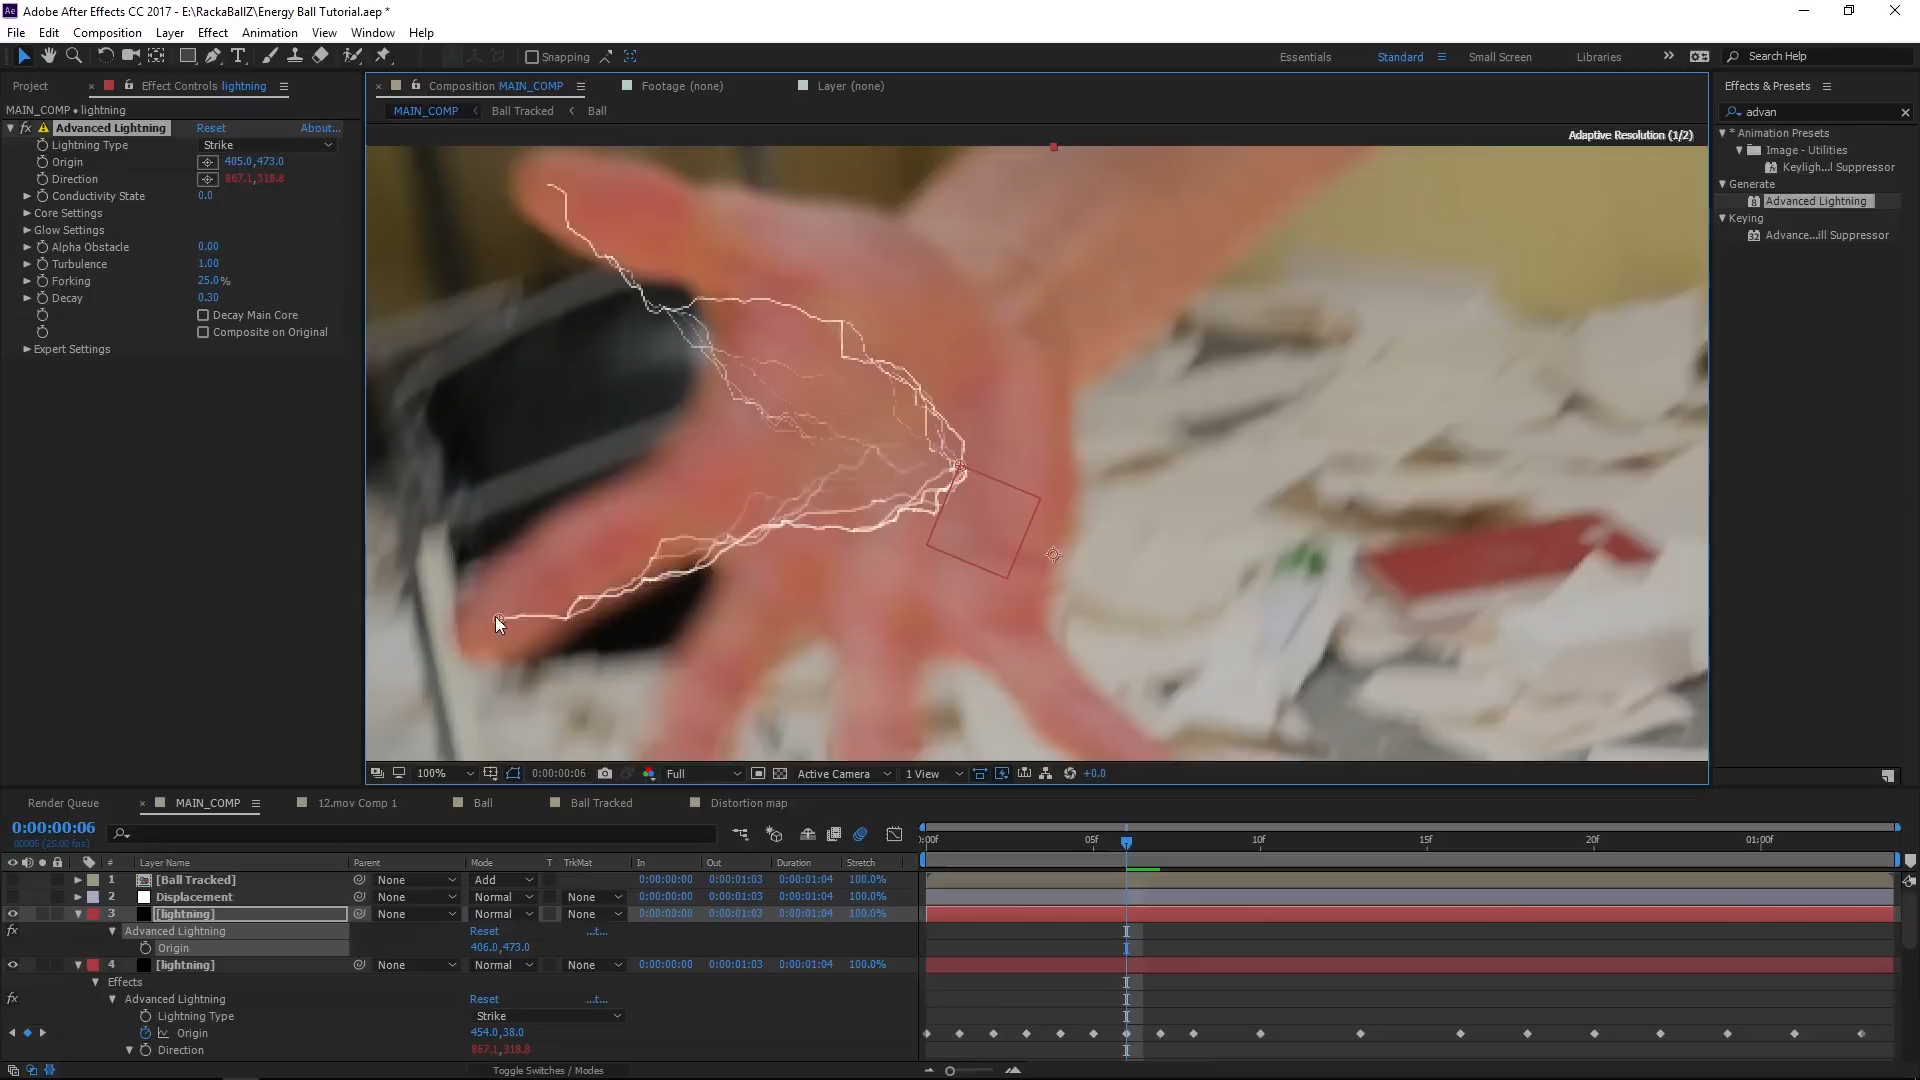 Adobe After Effects CC 2017 - E:\RackaBallZ\Energy Ball Tutorial.aep *
File Edit Composition Layer Effect Animation View Window Help
Snapping Essentials Standard Small Screen Libraries Search Help
Project Effect Controls lightning
MAIN_COMP • lightning
Advanced Lightning Reset About...
Lightning Type Strike
Origin 405.0,473.0
Direction 867.1,318.8
Conductivity State 0.0
Core Settings
Glow Settings
Alpha Obstacle 0.00
Turbulence 1.00
Forking 25.0%
Decay 0.30
Decay Main Core
Composite on Original
Expert Settings
Composition MAIN_COMP Footage (none) Layer (none)
MAIN_COMP Ball Tracked Ball
Adaptive Resolution (1/2)
100% 0:00:00:06 Full Active Camera 1 View +0.0
Effects & Presets
advan
* Animation Presets
Image - Utilities
Keyligh...l Suppressor
Generate
Advanced Lightning
Keying
Advance...ill Suppressor
Render Queue MAIN_COMP 12.mov Comp 1 Ball Ball Tracked Distortion map
0:00:00:06
00006 (25.00 fps)
:00f 05f 10f 15f 20f 01:00f
# Layer Name Parent Mode T TrkMat In Out Duration Stretch
1 [Ball Tracked] None Add 0:00:00:00 0:00:01:03 0:00:01:04 100.0%
2 Displacement None Normal None 0:00:00:00 0:00:01:03 0:00:01:04 100.0%
3 [lightning] None Normal None 0:00:00:00 0:00:01:03 0:00:01:04 100.0%
fx Advanced Lightning Reset ...t...
Origin 406.0,473.0
4 [lightning] None Normal None 0:00:00:00 0:00:01:03 0:00:01:04 100.0%
Effects
fx Advanced Lightning Reset ...t...
Lightning Type Strike
Origin 454.0,38.0
Direction 867.1,318.8
Toggle Switches / Modes